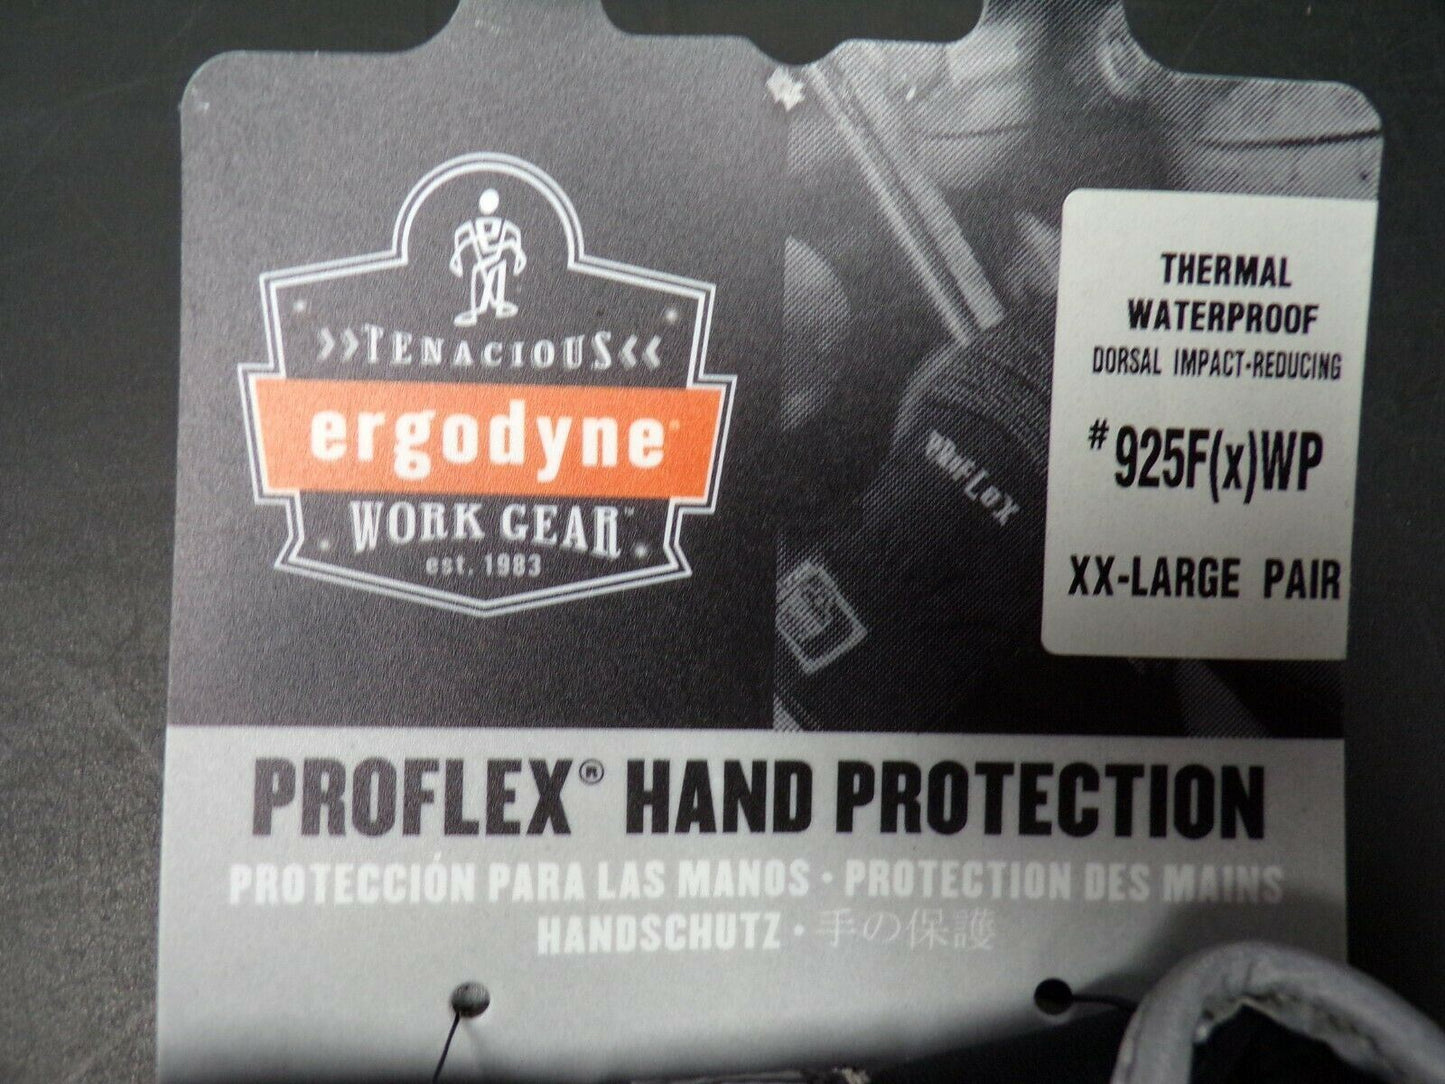 >>TENACIOUS<<
ergodyne
WORK GEAR™
est. 1983
THERMAL
WATERPROOF
DORSAL IMPACT-REDUCING
#925F(x)WP
XX-LARGE PAIR
PROFLEX® HAND PROTECTION
PROTECCIÓN PARA LAS MANOS • PROTECTION DES MAINS
HANDSCHUTZ • 手の保護